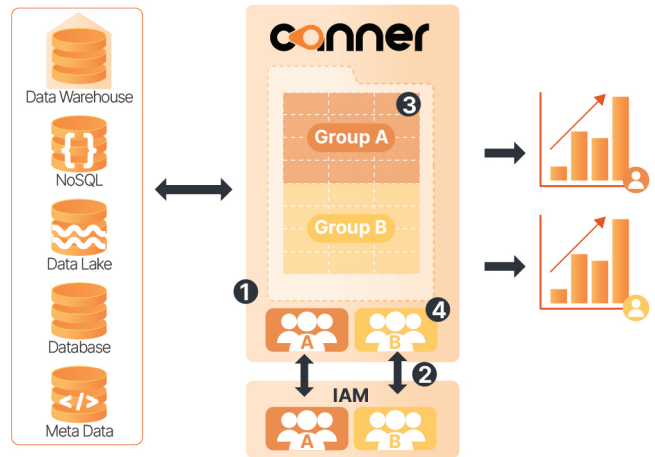 Data Warehouse
{ }
NoSQL
Data Lake
Database
</>
Meta Data
canner
3
Group A
Group B
1
4
A
B
2
IAM
A
B